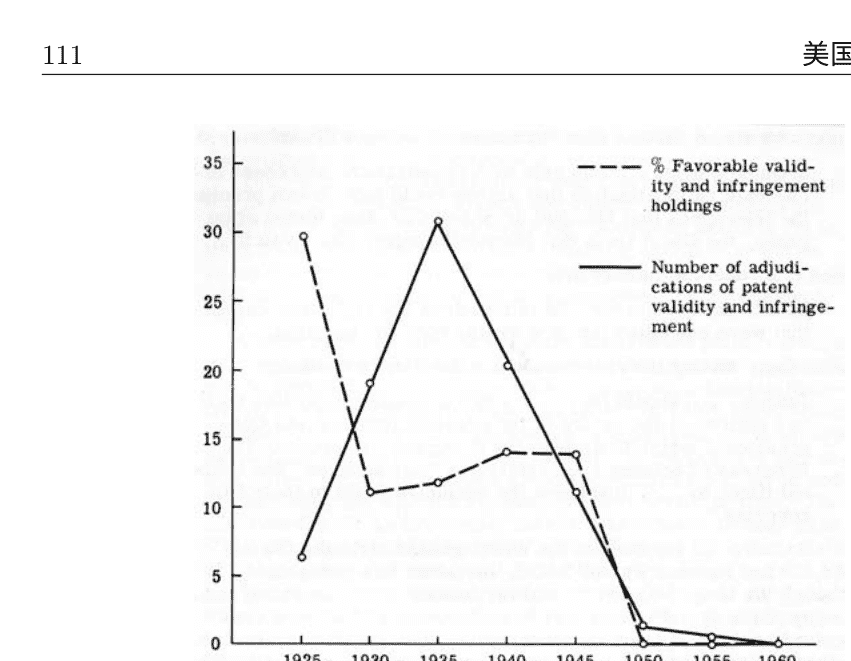 111
美国
35
% Favorable valid-
ity and infringement
holdings
30
Number of adjudi-
cations of patent
validity and infringe-
ment
25
20
15
10
5
0
1925 1930 1935 1940 1945 1950 1955 1960